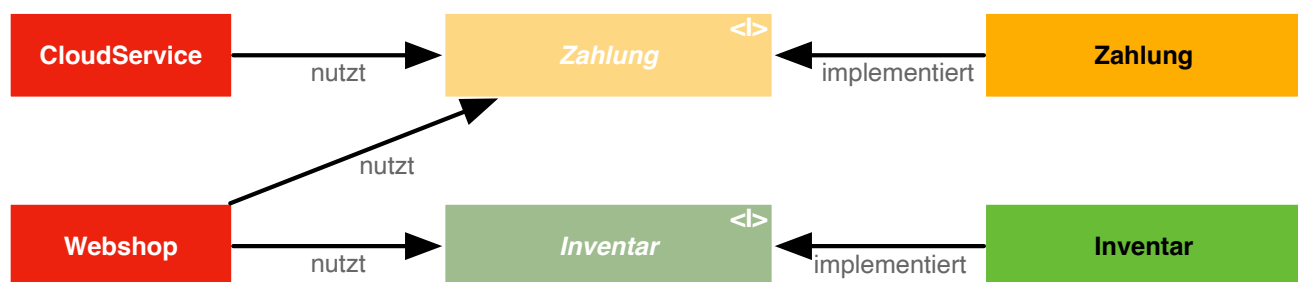 CloudService
nutzt
<I>
Zahlung
implementiert
Zahlung
nutzt
Webshop
nutzt
<I>
Inventar
implementiert
Inventar